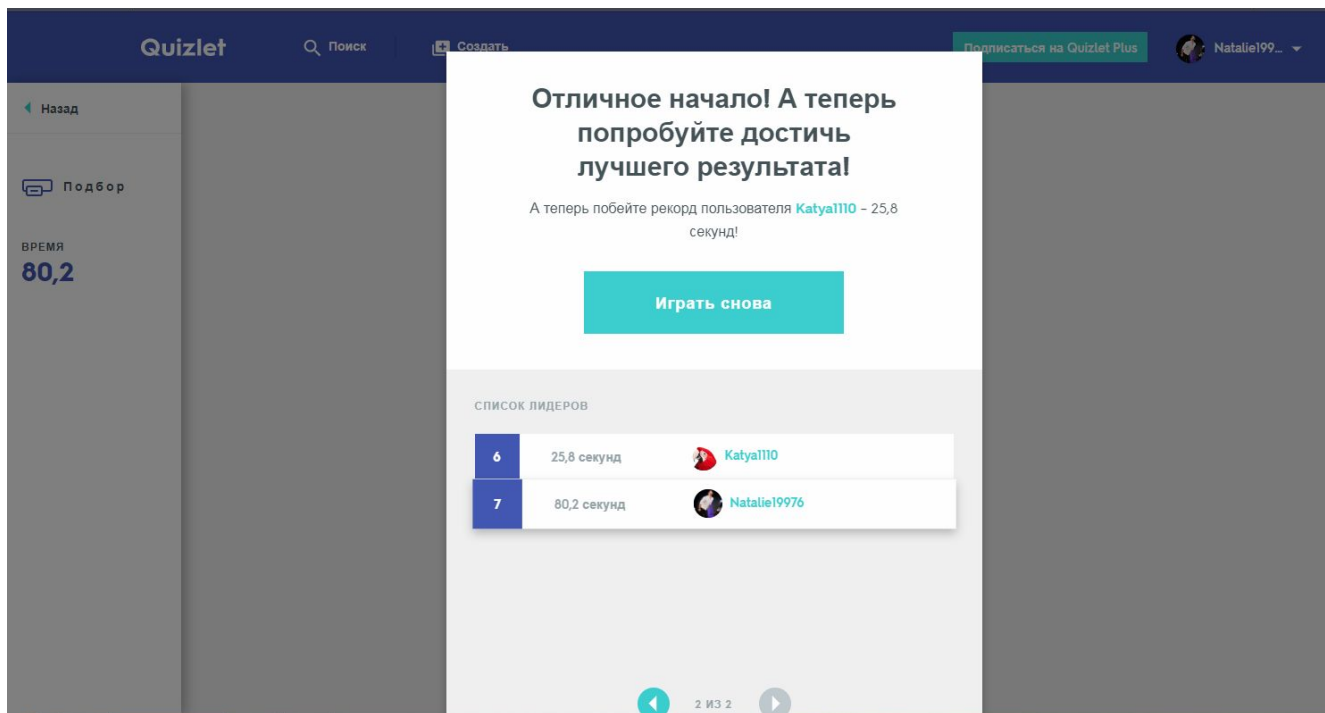 Quizlet
Поиск
Создать
Подписаться на Quizlet Plus
Natalie199...
Назад
Подбор
ВРЕМЯ
80,2
Отличное начало! А теперь
попробуйте достичь
лучшего результата!
А теперь побейте рекорд пользователя Katya1110 – 25,8
секунд!
Играть снова
СПИСОК ЛИДЕРОВ
6 25,8 секунд Katya1110
7 80,2 секунд Natalie19976
2 ИЗ 2